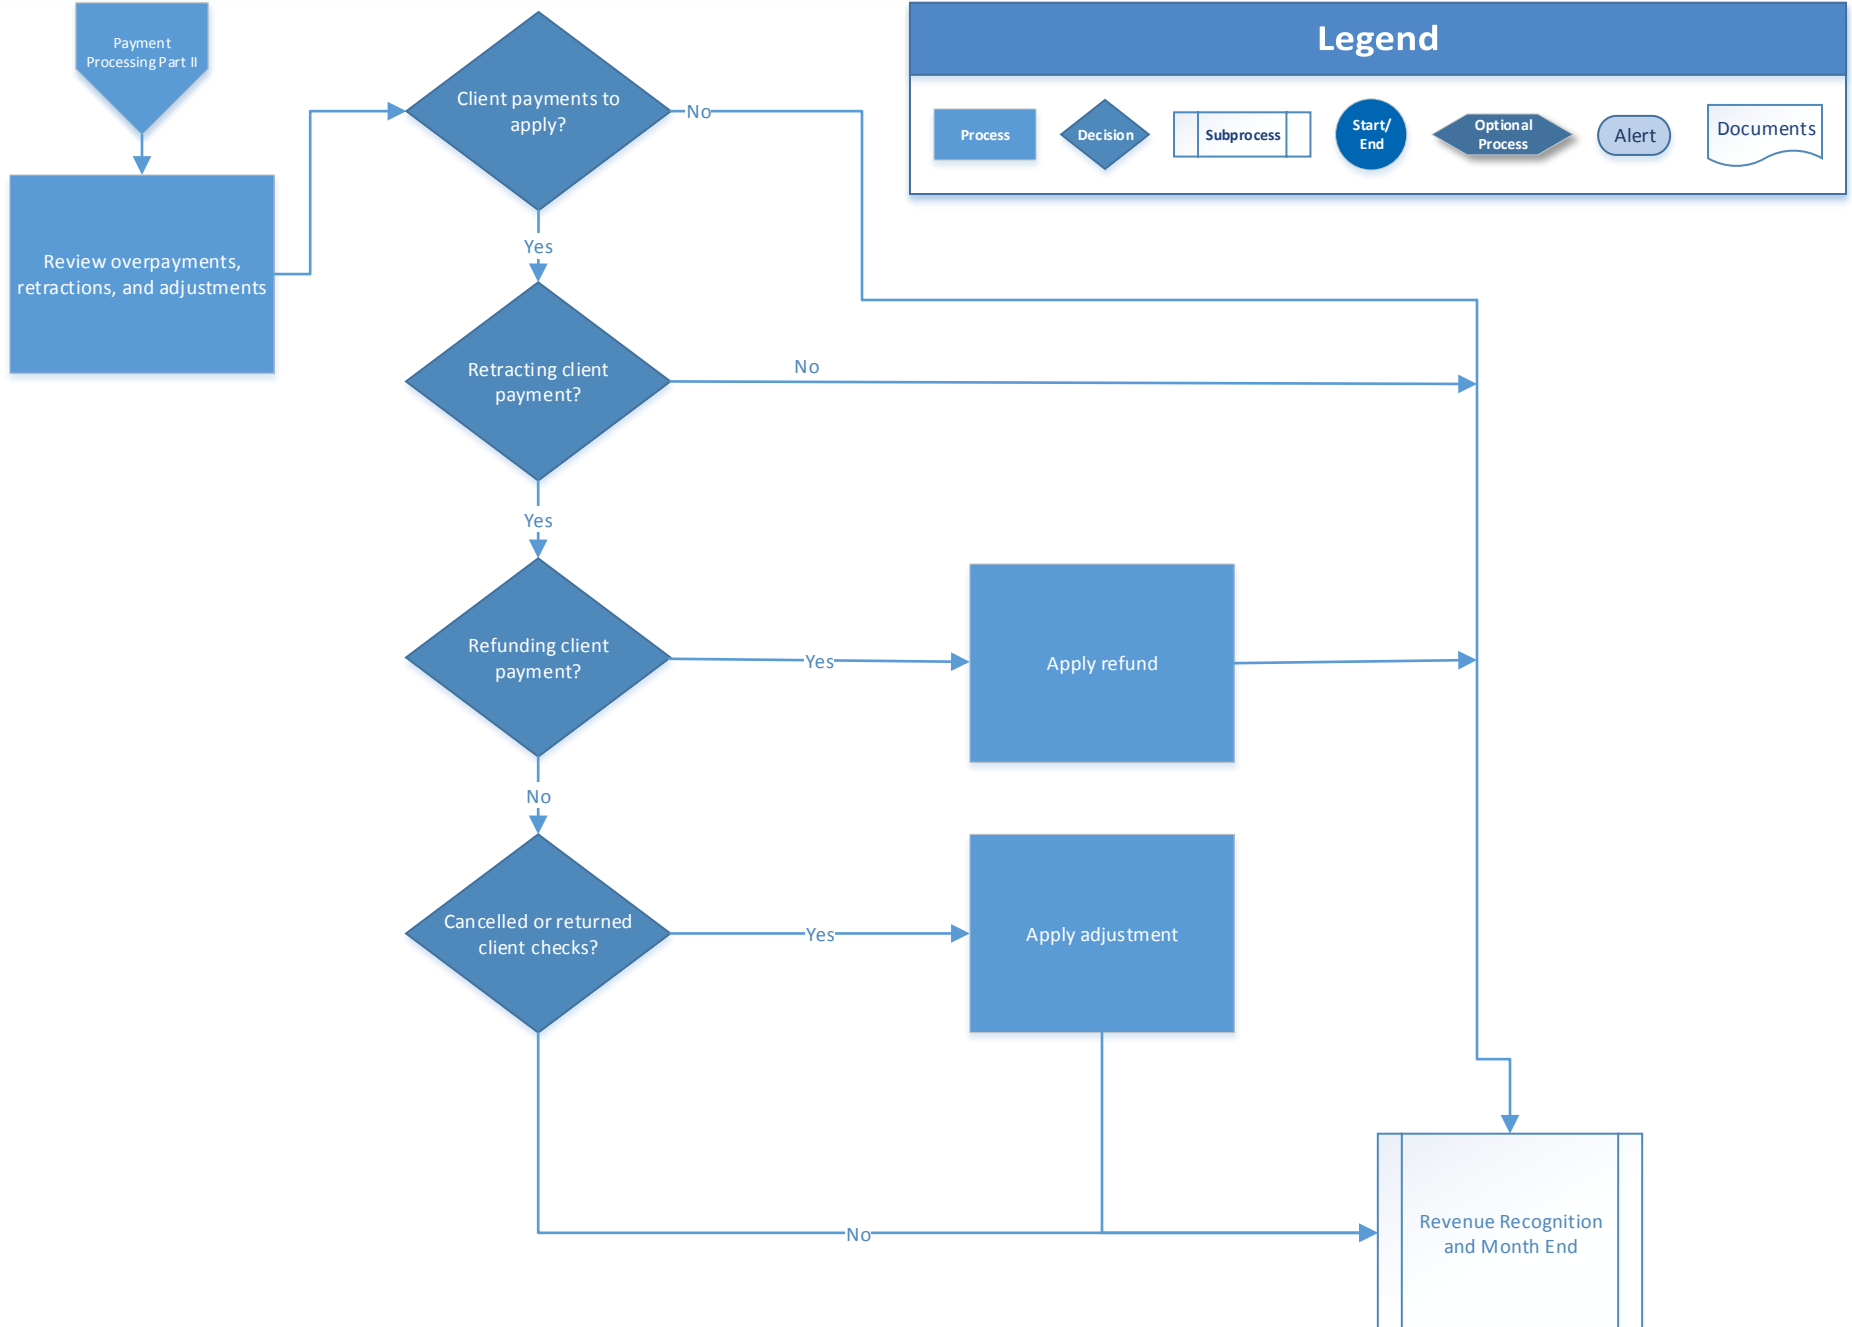 Payment
Processing Part II
Client payments to
apply?
No
Legend
Process
Decision
Subprocess
Start/
End
Optional
Process
Alert
Documents
Review overpayments,
retractions, and adjustments
Yes
Retracting client
payment?
No
Yes
Refunding client
payment?
Yes
Apply refund
No
Cancelled or returned
client checks?
Yes
Apply adjustment
No
Revenue Recognition
and Month End